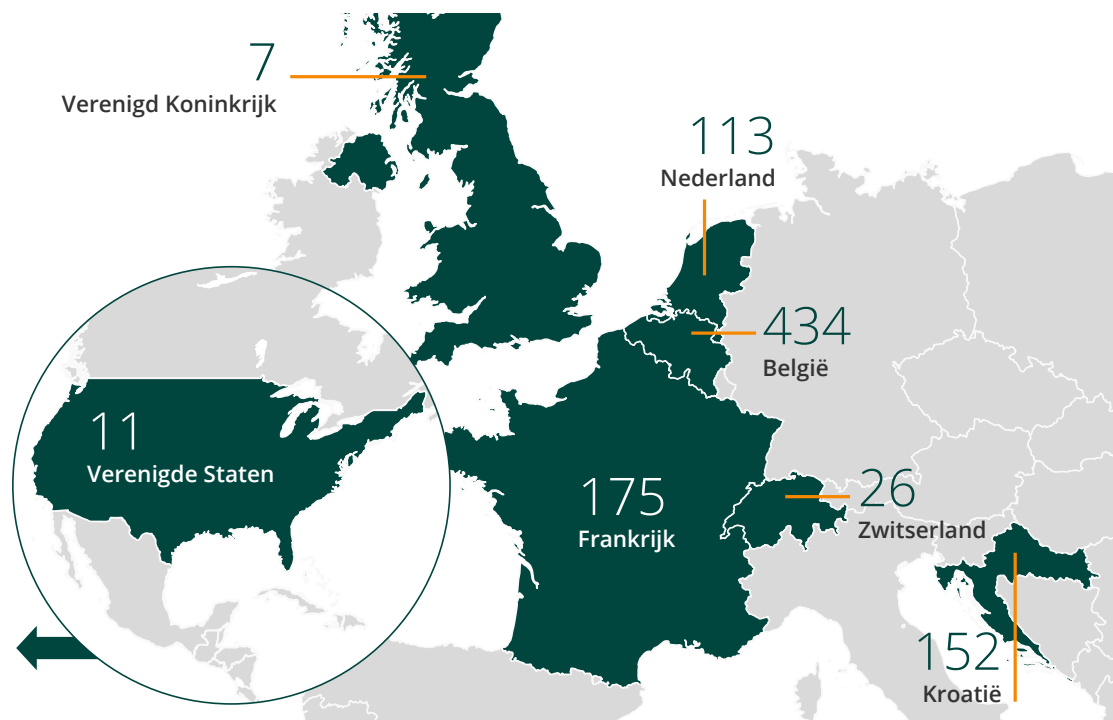 7
Verenigd Koninkrijk
113
Nederland
434
België
11
Verenigde Staten
175
Frankrijk
26
Zwitserland
152
Kroatië